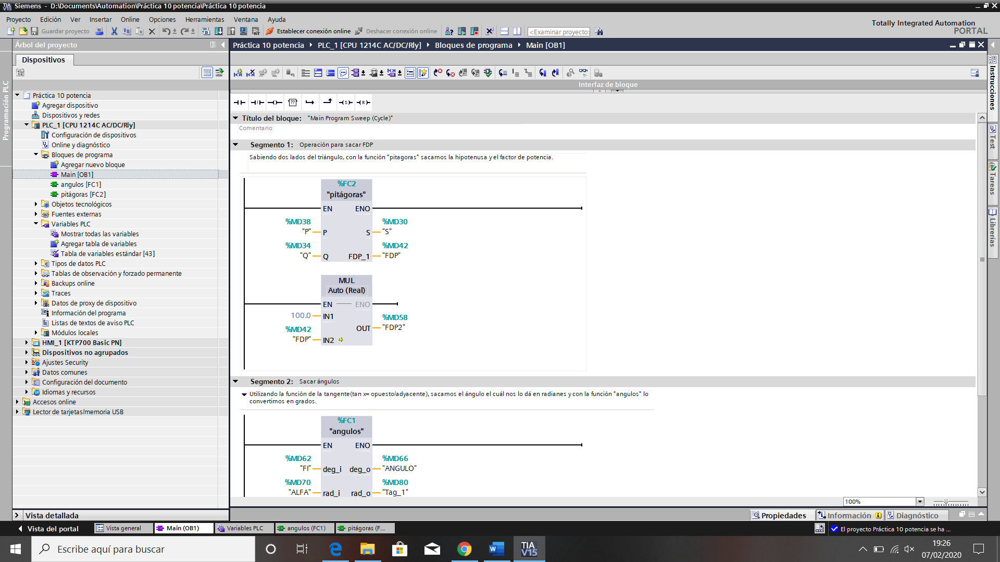 Siemens - D:\Documents\Automation\Práctica 10 potencia\Práctica 10 potencia
Proyecto Edición Ver Insertar Online Opciones Herramientas Ventana Ayuda
Totally Integrated Automation
PORTAL
Guardar proyecto
Establecer conexión online
Deshacer conexión online
<Examinar proyecto>
Árbol del proyecto
Práctica 10 potencia PLC_1 [CPU 1214C AC/DC/Rly] Bloques de programa Main [OB1]
Dispositivos
Programación PLC
Práctica 10 potencia
Agregar dispositivo
Dispositivos y redes
PLC_1 [CPU 1214C AC/DC/Rly]
Configuración de dispositivos
Online y diagnóstico
Bloques de programa
Agregar nuevo bloque
Main [OB1]
angulos [FC1]
pitágoras [FC2]
Objetos tecnológicos
Fuentes externas
Variables PLC
Mostrar todas las variables
Agregar tabla de variables
Tabla de variables estándar [43]
Tipos de datos PLC
Tablas de observación y forzado permanente
Backups online
Traces
Datos de proxy de dispositivo
Información del programa
Listas de textos de aviso PLC
Módulos locales
HMI_1 [KTP700 Basic PN]
Dispositivos no agrupados
Ajustes Security
Datos comunes
Configuración del documento
Idiomas y recursos
Accesos online
Lector de tarjetas/memoria USB
Vista detallada
Interfaz de bloque
Título del bloque: "Main Program Sweep (Cycle)"
Comentario
Segmento 1: Operación para sacar FDP
Sabiendo dos lados del triángulo, con la función "pitagoras" sacamos la hipotenusa y el factor de potencia.
%FC2
"pitágoras"
EN ENO
%MD38 %MD30
"P" P S "S"
%MD34 %MD42
"Q" Q FDP_1 "FDP"
MUL
Auto (Real)
EN ENO
100.0 IN1
%MD58
OUT "FDP2"
%MD42
"FDP" IN2
Segmento 2: Sacar ángulos
Utilizando la función de la tangente(tan x= opuesto/adyacente), sacamos el ángulo el cuál nos lo dá en radianes y con la función "angulos" lo
convertimos en grados.
%FC1
"angulos"
EN ENO
%MD62 %MD66
"FI" deg_i deg_o "ANGULO"
%MD70 %MD80
"ALFA" rad_i rad_o "Tag_1"
100%
Propiedades Información Diagnóstico
Instrucciones
Test
Tareas
Librerías
Vista del portal Vista general Main (OB1) Variables PLC angulos (FC1) pitágoras (F...
El proyecto Práctica 10 potencia se ha ...
Escribe aquí para buscar
TIA
V15
19:26
07/02/2020